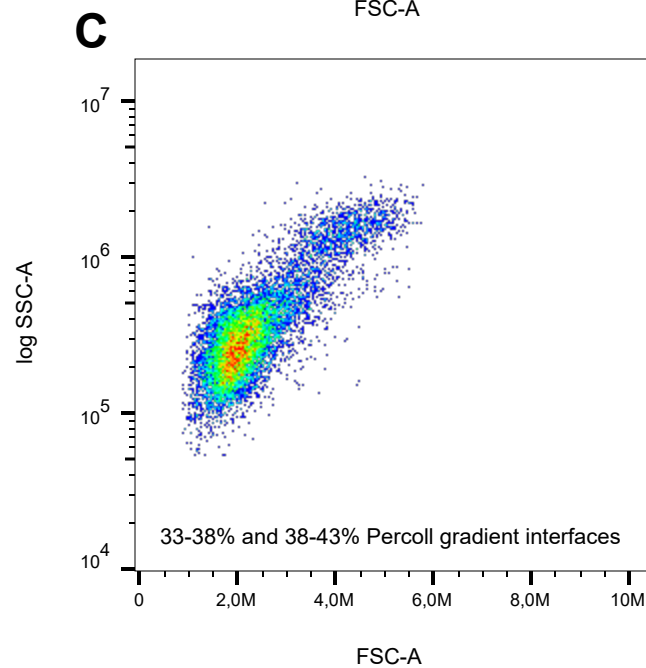 FSC-A
C
10^7
10^6
log SSC-A
10^5
33-38% and 38-43% Percoll gradient interfaces
10^4
0 2,0M 4,0M 6,0M 8,0M 10M
FSC-A